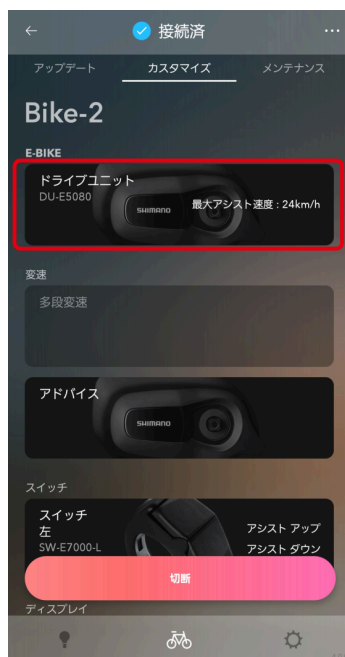 接続済
アップデート カスタマイズ メンテナンス
Bike-2
E-BIKE
ドライブユニット
DU-E5080
SHIMANO
最大アシスト速度 : 24km/h
変速
多段変速
アドバイス
SHIMANO
スイッチ
スイッチ
左
アシスト アップ
SW-E7000-L
アシスト ダウン
切断
ディスプレイ